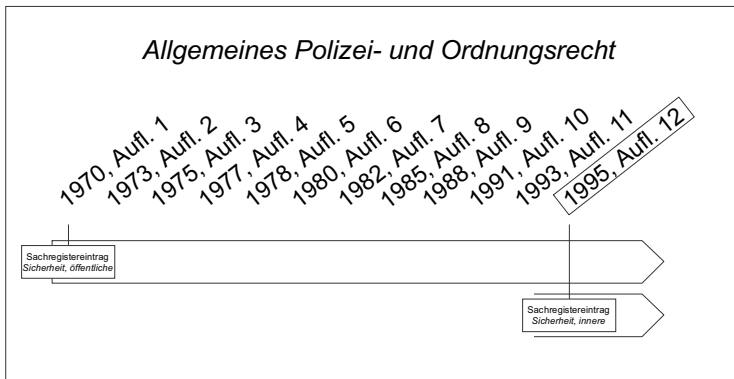 Allgemeines Polizei- und Ordnungsrecht
1970, Aufl. 1
1973, Aufl. 2
1975, Aufl. 3
1977, Aufl. 4
1978, Aufl. 5
1980, Aufl. 6
1982, Aufl. 7
1985, Aufl. 8
1988, Aufl. 9
1991, Aufl. 10
1993, Aufl. 11
1995, Aufl. 12
Sachregistereintrag
Sicherheit, öffentliche
Sachregistereintrag
Sicherheit, innere